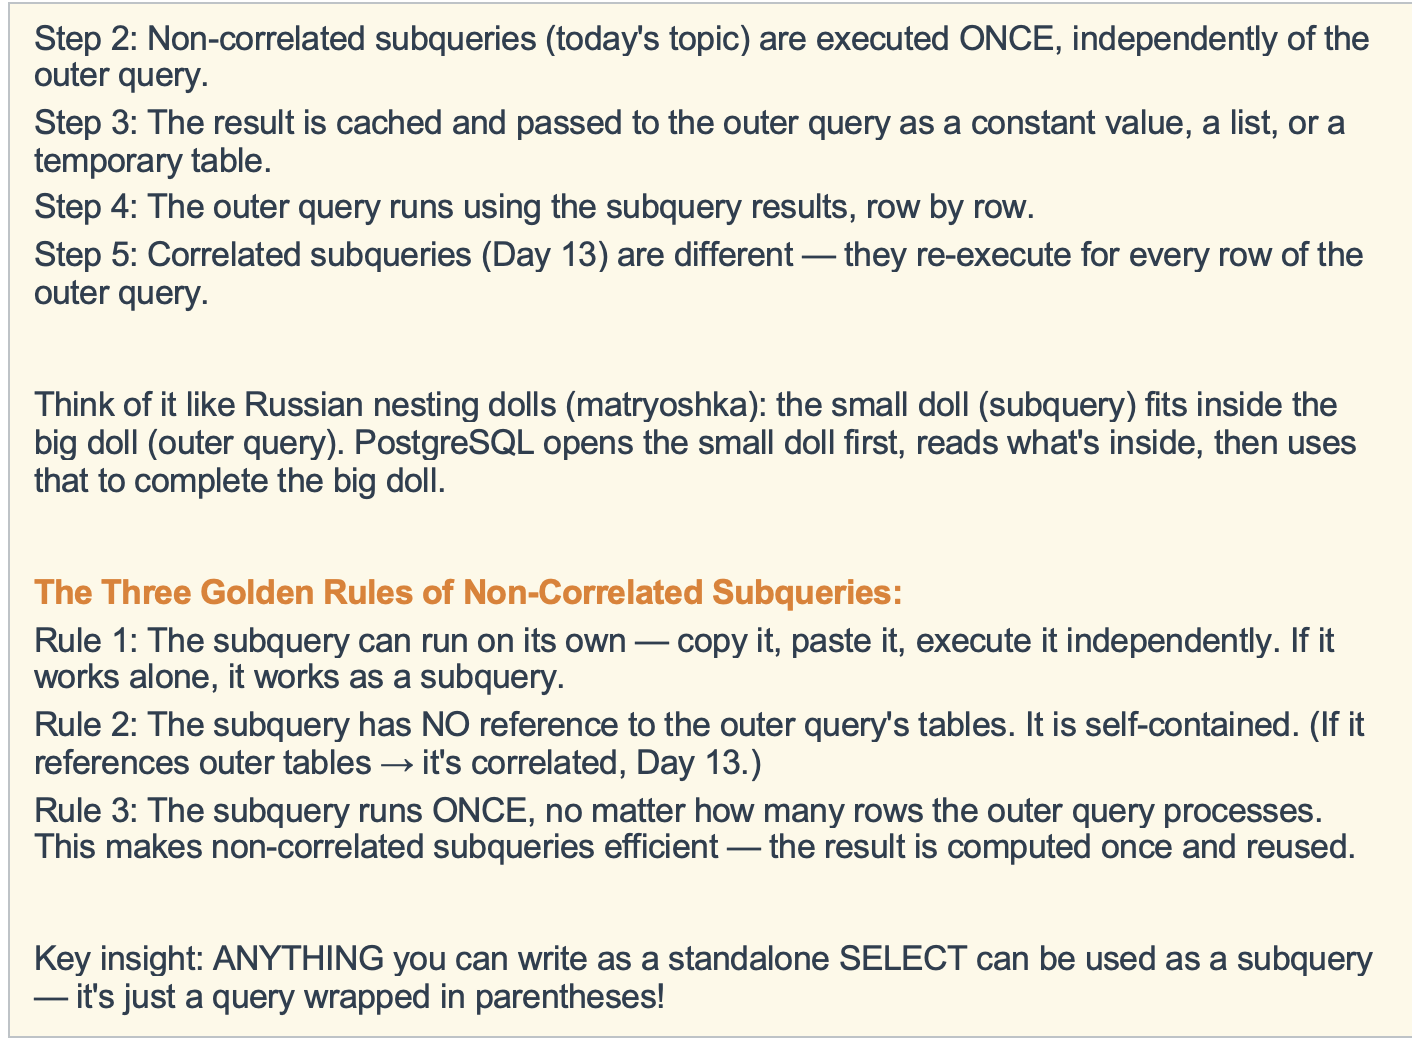 Step 2: Non-correlated subqueries (today's topic) are executed ONCE, independently of the
outer query.
Step 3: The result is cached and passed to the outer query as a constant value, a list, or a
temporary table.
Step 4: The outer query runs using the subquery results, row by row.
Step 5: Correlated subqueries (Day 13) are different — they re-execute for every row of the
outer query.
Think of it like Russian nesting dolls (matryoshka): the small doll (subquery) fits inside the
big doll (outer query). PostgreSQL opens the small doll first, reads what's inside, then uses
that to complete the big doll.
The Three Golden Rules of Non-Correlated Subqueries:
Rule 1: The subquery can run on its own — copy it, paste it, execute it independently. If it
works alone, it works as a subquery.
Rule 2: The subquery has NO reference to the outer query's tables. It is self-contained. (If it
references outer tables → it's correlated, Day 13.)
Rule 3: The subquery runs ONCE, no matter how many rows the outer query processes.
This makes non-correlated subqueries efficient — the result is computed once and reused.
Key insight: ANYTHING you can write as a standalone SELECT can be used as a subquery
— it's just a query wrapped in parentheses!